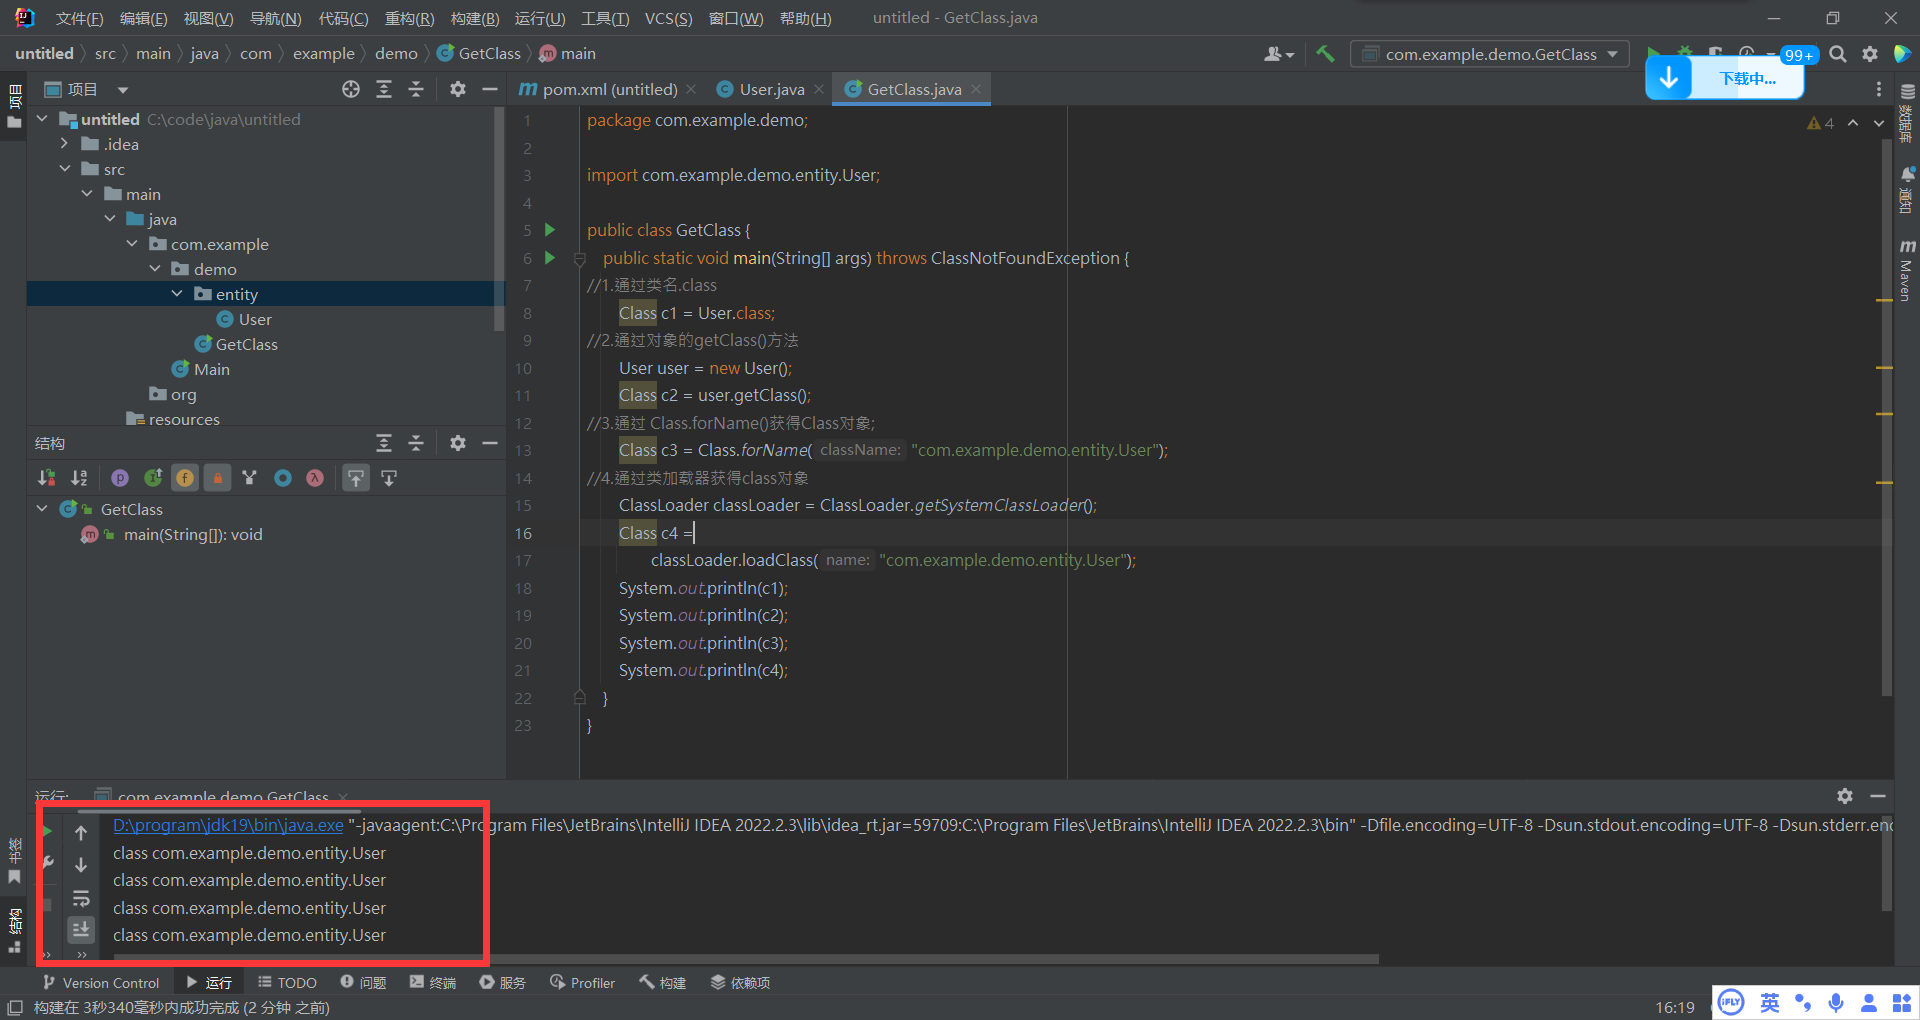 文件(F) 编辑(E) 视图(V) 导航(N) 代码(C) 重构(R) 构建(B) 运行(U) 工具(T) VCS(S) 窗口(W) 帮助(H) untitled - GetClass.java
untitled src main java com example demo GetClass main com.example.demo.GetClass 99+
下载中...
项目 项目
pom.xml (untitled) User.java GetClass.java
untitled C:\code\java\untitled
.idea
src
main
java
com.example
demo
entity
User
GetClass
Main
org
resources
结构
GetClass
main(String[]): void
4
1 package com.example.demo;
2
3 import com.example.demo.entity.User;
4
5 public class GetClass {
6 public static void main(String[] args) throws ClassNotFoundException {
7 //1.通过类名.class
8 Class c1 = User.class;
9 //2.通过对象的getClass()方法
10 User user = new User();
11 Class c2 = user.getClass();
12 //3.通过 Class.forName()获得Class对象;
13 Class c3 = Class.forName( className: "com.example.demo.entity.User");
14 //4.通过类加载器获得class对象
15 ClassLoader classLoader = ClassLoader.getSystemClassLoader();
16 Class c4 =
17 classLoader.loadClass( name: "com.example.demo.entity.User");
18 System.out.println(c1);
19 System.out.println(c2);
20 System.out.println(c3);
21 System.out.println(c4);
22 }
23 }
数据库
通知
Maven
运行: com.example.demo.GetClass
D:\program\jdk19\bin\java.exe "-javaagent:C:\Program Files\JetBrains\IntelliJ IDEA 2022.2.3\lib\idea_rt.jar=59709:C:\Program Files\JetBrains\IntelliJ IDEA 2022.2.3\bin" -Dfile.encoding=UTF-8 -Dsun.stdout.encoding=UTF-8 -Dsun.stderr.enc
class com.example.demo.entity.User
class com.example.demo.entity.User
class com.example.demo.entity.User
class com.example.demo.entity.User
书签
结构
Version Control 运行 TODO 问题 终端 服务 Profiler 构建 依赖项
构建在 3秒340毫秒内成功完成 (2 分钟 之前) 16:19
iFLY 英